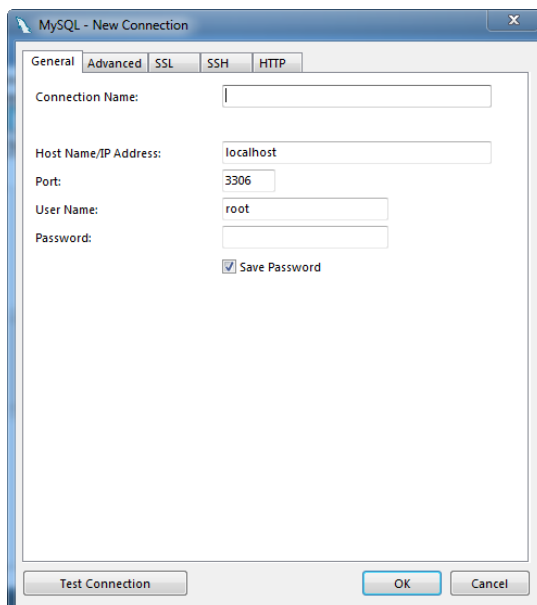 MySQL - New Connection
General Advanced SSL SSH HTTP
Connection Name:
Host Name/IP Address: localhost
Port: 3306
User Name: root
Password:
Save Password
Test Connection OK Cancel